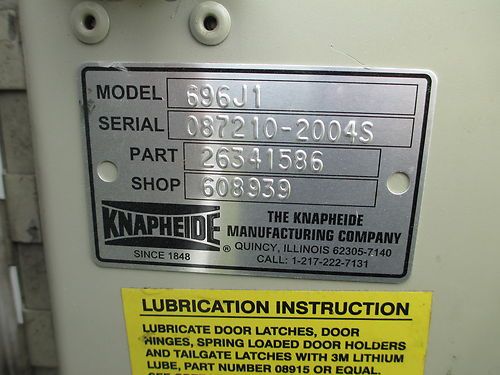 MODEL 696J1
SERIAL 087210-2004S
PART 26341586
SHOP 608939
KNAPHEIDE
SINCE 1848
®
THE KNAPHEIDE
MANUFACTURING COMPANY
QUINCY, ILLINOIS 62305-7140
CALL: 1-217-222-7131
LUBRICATION INSTRUCTION
LUBRICATE DOOR LATCHES, DOOR
HINGES, SPRING LOADED DOOR HOLDERS
AND TAILGATE LATCHES WITH 3M LITHIUM
LUBE, PART NUMBER 08915 OR EQUAL.